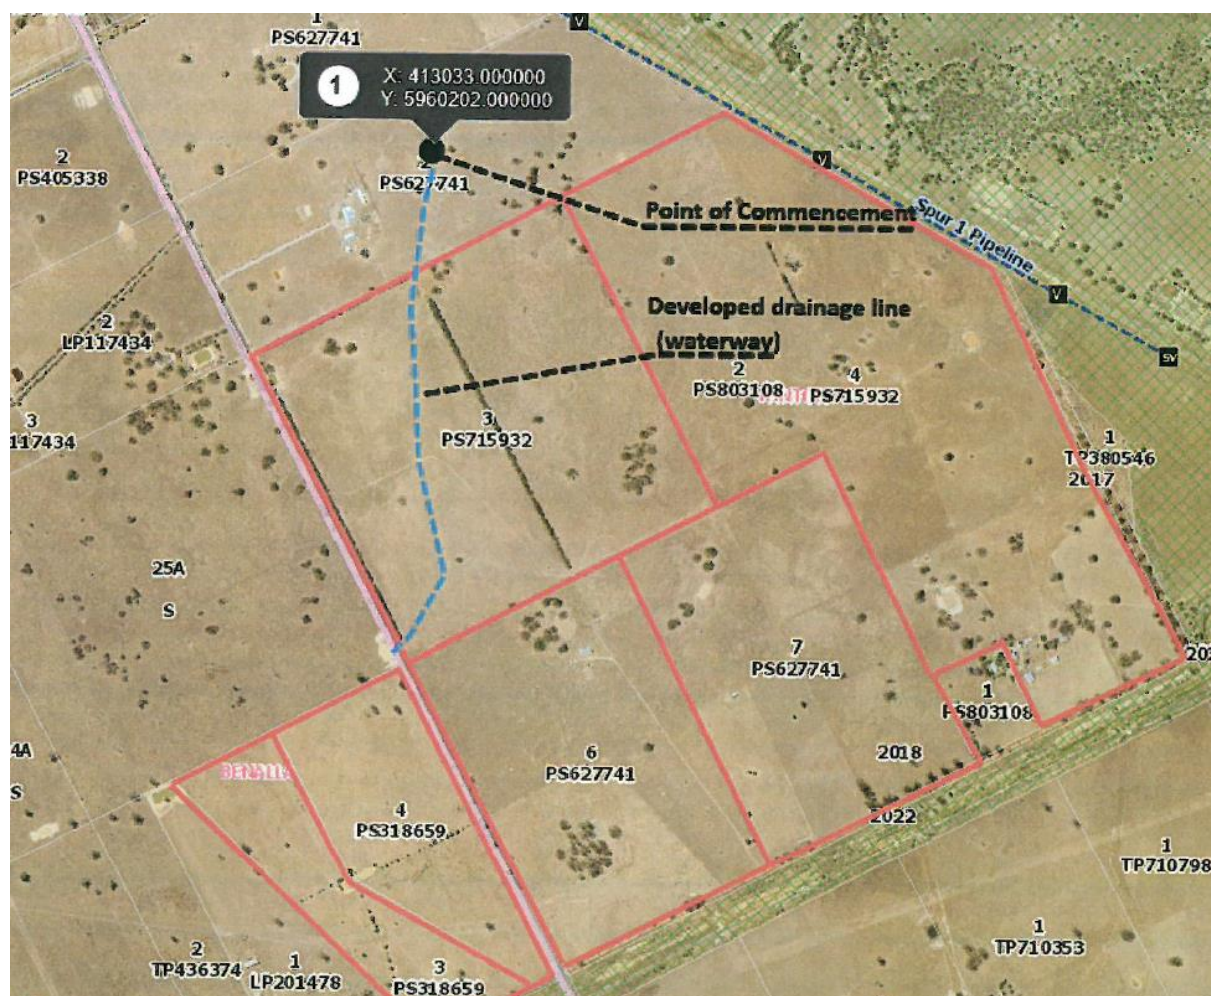 1
PS627741
V
1
X: 413033.000000
Y: 5960202.000000
2
PS405338
2
PS627741
V
Point of Commencement
Spur 1 Pipeline
V
Developed drainage line
(waterway)
SV
2
LP117434
2
PS803108
4
PS715932
3
117434
3
PS715932
1
TP380546
2017
25A
S
7
PS627741
203
1
PS803108
4A
S
6
PS627741
2018
BENALLA
4
PS318659
2022
1
TP710798
2
TP436374
1
LP201478
3
PS318659
1
TP710353